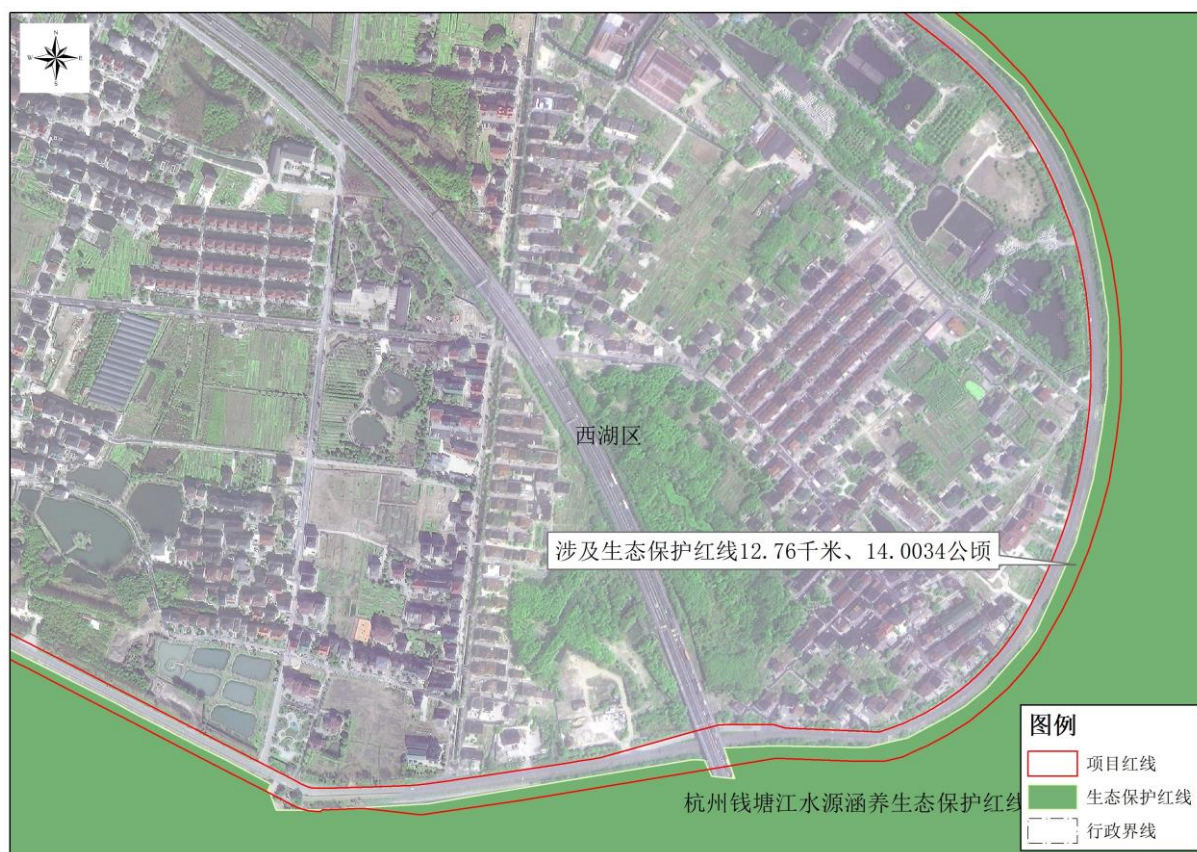 N
W
E
S
西湖区
涉及生态保护红线12.76千米、14.0034公顷
杭州钱塘江水源涵养生态保护红线
图例
项目红线
生态保护红线
行政界线